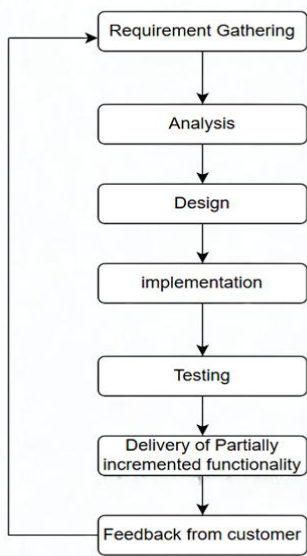 Requirement Gathering
Analysis
Design
implementation
Testing
Delivery of Partially
incremented functionality
Feedback from customer